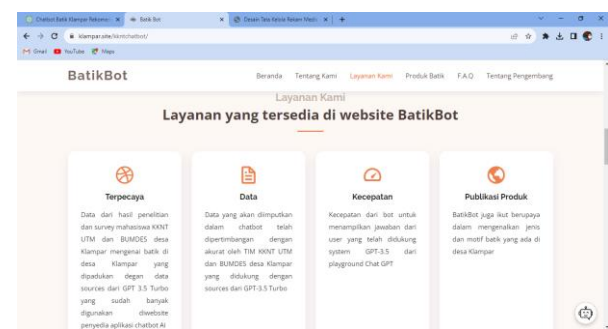 Chatbot Batik Klampar Rekomen
Batik Bot
Desain Tata Kelola Rekam Medis
klampar.site/kkntchatbot/
Gmail YouTube Maps
BatikBot
Beranda Tentang Kami Layanan Kami Produk Batik F.A.Q Tentang Pengembang
Layanan Kami
Layanan yang tersedia di website BatikBot
Terpecaya
Data dari hasil penelitian
dan survey mahasiswa KKNT
UTM dan BUMDES desa
Klampar mengenai batik di
desa Klampar yang
dipadukan degan data
sources dari GPT 3.5 Turbo
yang sudah banyak
digunakan diwebsite
penyedia aplikasi chatbot AI
Data
Data yang akan diimputkan
dalam chatbot telah
dipertimbangan dengan
akurat oleh TIM KKNT UTM
dan BUMDES desa Klampar
yang didukung dengan
sources dari GPT-3.5 Turbo
Kecepatan
Kecepatan dari bot untuk
menampilkan jawaban dari
user yang telah didukung
system GPT-3.5 dari
playground Chat GPT
Publikasi Produk
BatikBot juga ikut berupaya
dalam mengenalkan jenis
dan motif batik yang ada di
desa Klampar